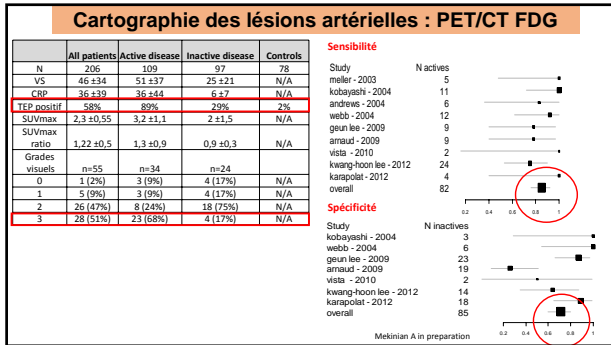 Cartographie des lésions artérielles : PET/CT FDG
All patients Active disease Inactive disease Controls
N 206 109 97 78
VS 46 ±34 51 ±37 25 ±21 N/A
CRP 36 ±39 36 ±44 6 ±7 N/A
TEP positif 58% 89% 29% 2%
SUVmax 2,3 ±0,55 3,2 ±1,1 2 ±1,5 N/A
SUVmax ratio 1,22 ±0,5 1,3 ±0,9 0,9 ±0,3 N/A
Grades visuels n=55 n=34 n=24
0 1 (2%) 3 (9%) 4 (17%) N/A
1 5 (9%) 3 (9%) 4 (17%) N/A
2 26 (47%) 8 (24%) 18 (75%) N/A
3 28 (51%) 23 (68%) 4 (17%) N/A
Sensibilité
Study N actives
meller - 2003 5
kobayashi - 2004 11
andrews - 2004 6
webb - 2004 12
geun lee - 2009 9
arnaud - 2009 9
vista - 2010 2
kwang-hoon lee - 2012 24
karapolat - 2012 4
overall 82
0.2 0.4 0.6 0.8 1
Spécificité
Study N inactives
kobayashi - 2004 3
webb - 2004 6
geun lee - 2009 23
arnaud - 2009 19
vista - 2010 2
kwang-hoon lee - 2012 14
karapolat - 2012 18
overall 85
0.2 0.4 0.6 0.8 1
Mekinian A in preparation